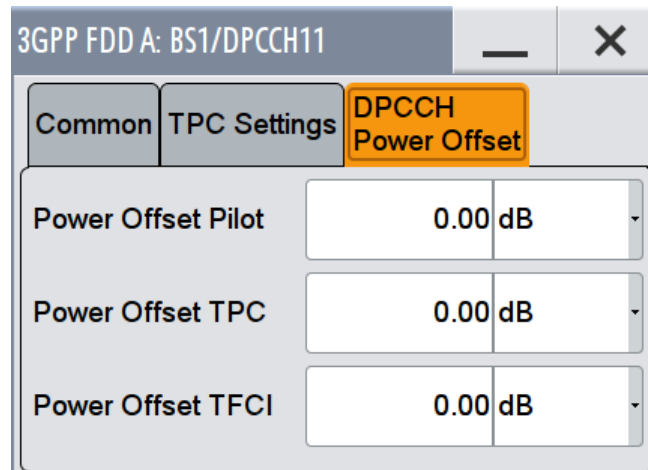 3GPP FDD A: BS1/DPCCH11
Common
TPC Settings
DPCCH
Power Offset
Power Offset Pilot 0.00 dB
Power Offset TPC 0.00 dB
Power Offset TFCI 0.00 dB